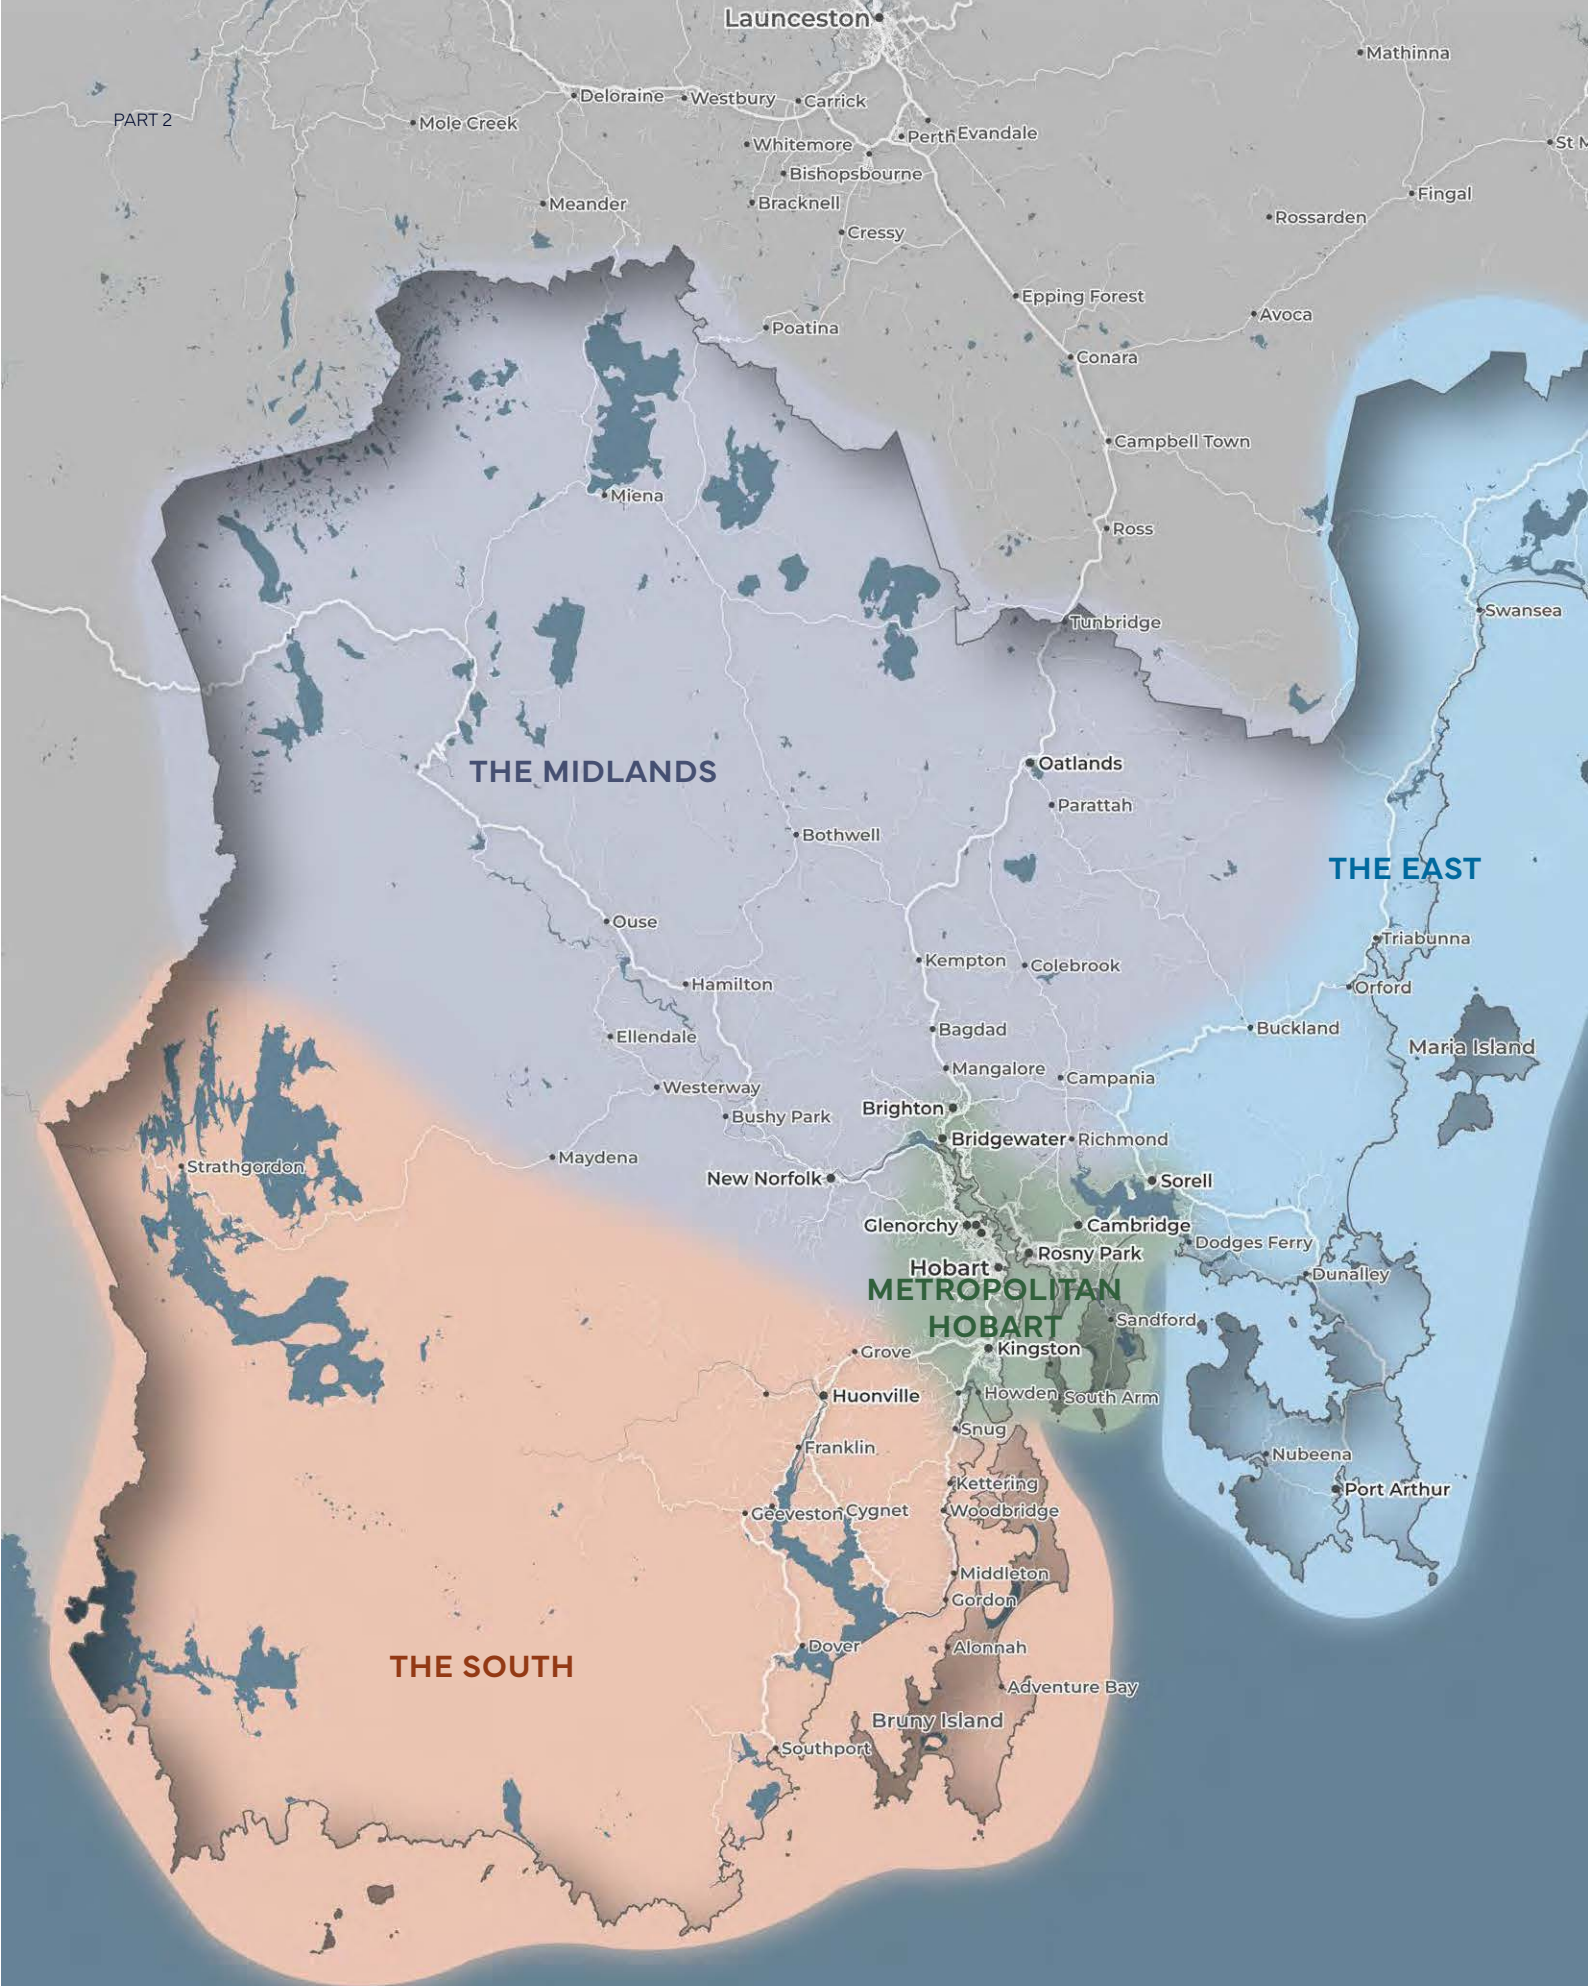 Launceston
Mathinna
Deloraine
Westbury
Carrick
PART 2
Mole Creek
Perth
Evandale
Whitemore
St M
Bishopsbourne
Fingal
Meander
Bracknell
Rossarden
Cressy
Epping Forest
Avoca
Poatina
Conara
Campbell Town
Miena
Ross
Swansea
Tunbridge
THE MIDLANDS
Oatlands
Parattah
Bothwell
THE EAST
Ouse
Triabunna
Kempton
Colebrook
Hamilton
Orford
Buckland
Bagdad
Ellendale
Maria Island
Mangalore
Campania
Westerway
Brighton
Bushy Park
Bridgewater
Richmond
Maydena
Strathgordon
New Norfolk
Sorell
Glenorchy
Cambridge
Dodges Ferry
Rosny Park
Hobart
Dunalley
METROPOLITAN
HOBART
Sandford
Kingston
Grove
Huonville
Howden
South Arm
Snug
Franklin
Nubeena
Kettering
Port Arthur
Geeveston
Cygnet
Woodbridge
Middleton
Gordon
Dover
Alonnah
THE SOUTH
Adventure Bay
Bruny Island
Southport